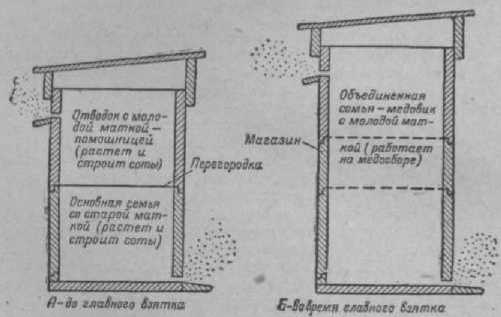 Отводок с моло-
дой маткой-
помощницей
(растет и
строит соты)
Перегородка
Основная семья
со старой мат-
кой (растет и
строит соты)
А-до главного взятка
Объединенная
семья-медовик
с молодой мат-
кой (работает
на медосборе)
Магазин
Б-во время главного взятка